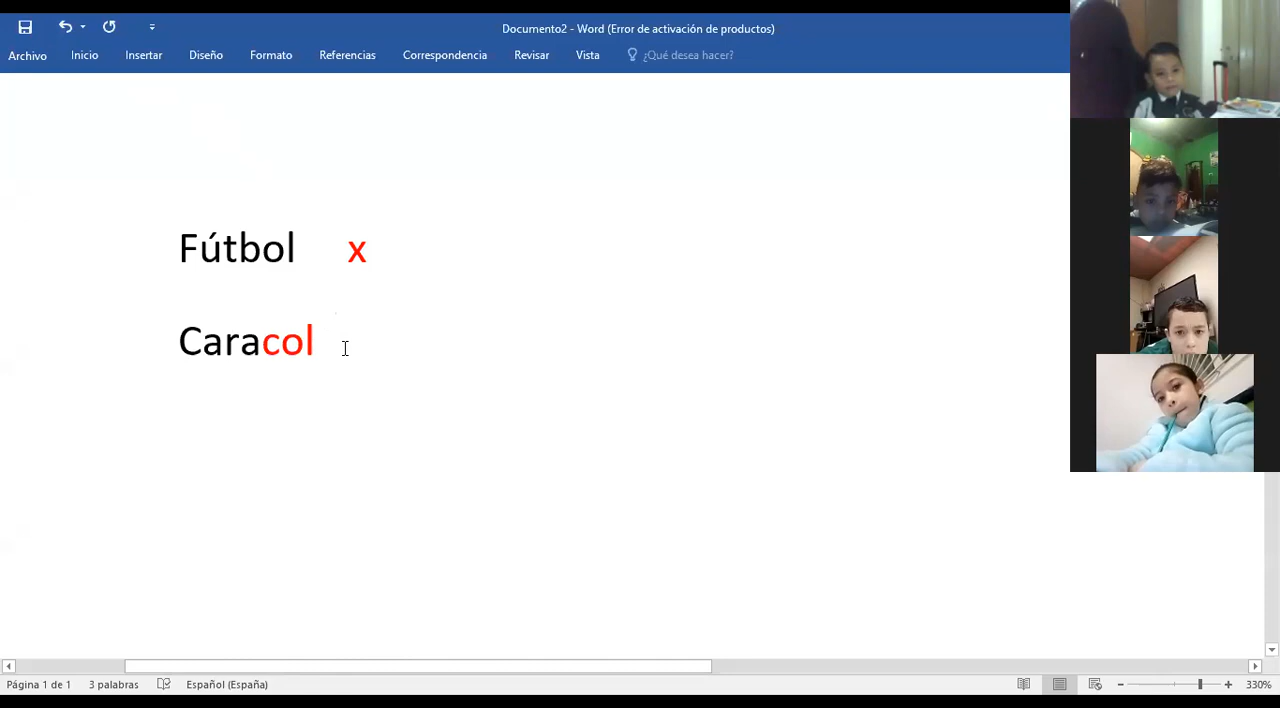 Documento2 - Word (Error de activación de productos)
Archivo Inicio Insertar Diseño Formato Referencias Correspondencia Revisar Vista ¿Qué desea hacer?
Fútbol x
Caracol
Página 1 de 1 3 palabras Español (España) 330%